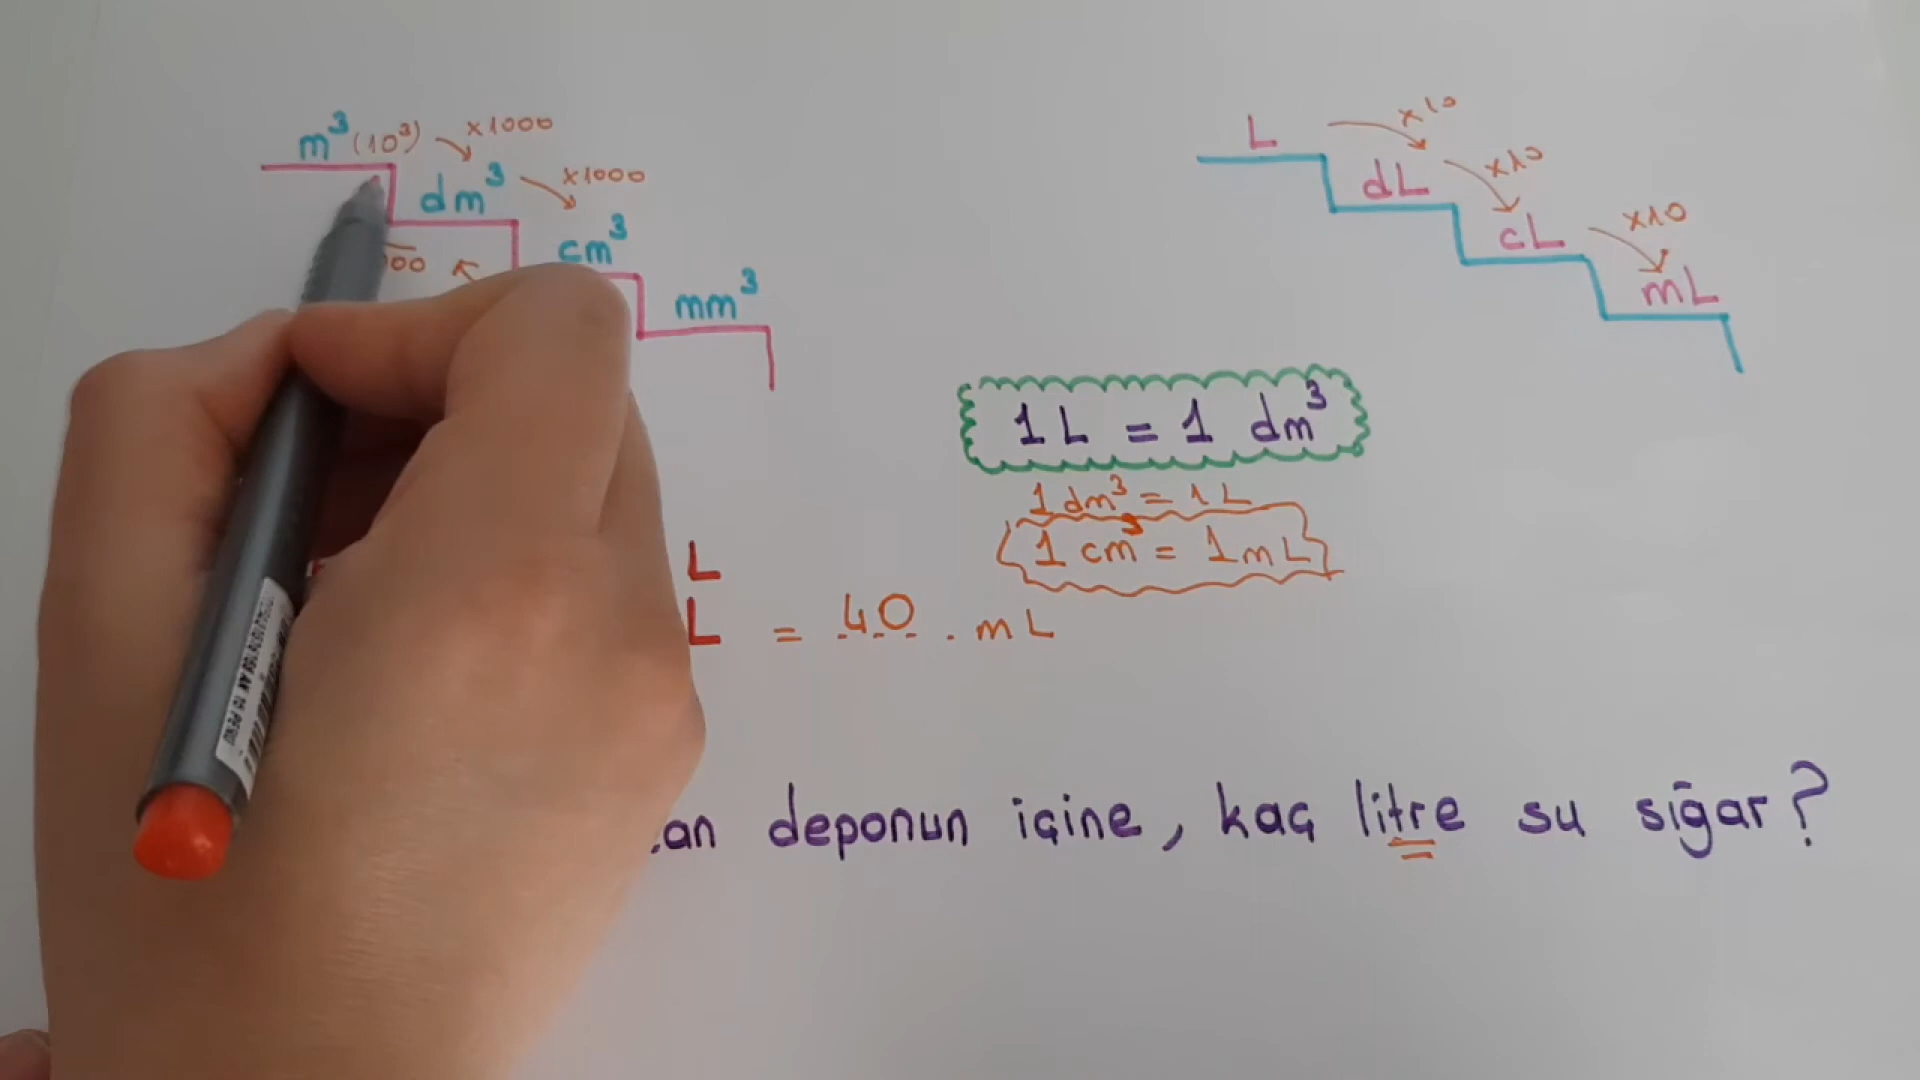 m³ (10³) x1000
dm³ x1000
cm³
mm³
L x10
dL x10
cL x10
mL
1 L = 1 dm³
1 dm³ = 1 L
1 cm³ = 1 mL
L
L = 40 mL
deponun içine, kaç litre su sığar?